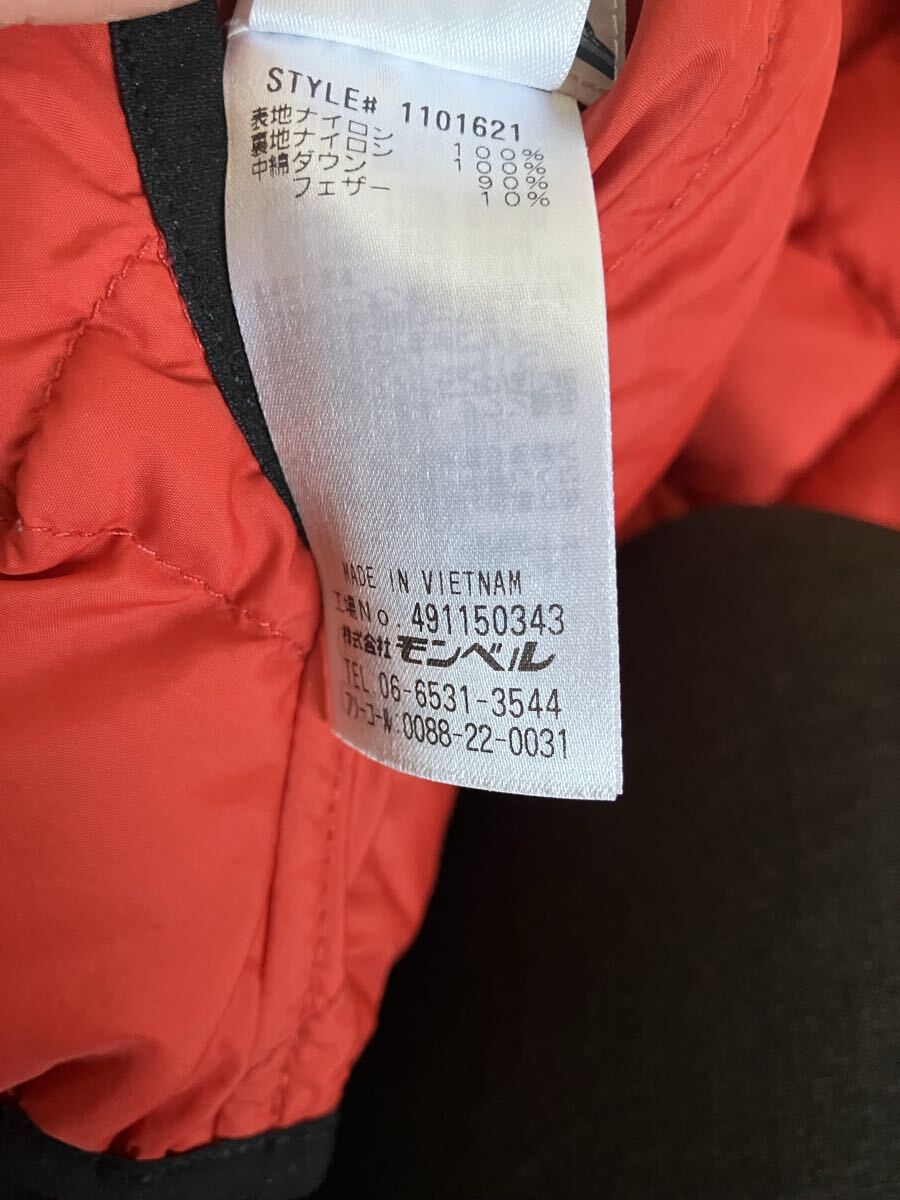 STYLE# 1101621
表地ナイロン 100%
裏地ナイロン 100%
中綿ダウン 90%
フェザー 10%
MADE IN VIETNAM
工場No. 491150343
株式会社モンベル
TEL.06-6531-3544
フリーコール:0088-22-0031